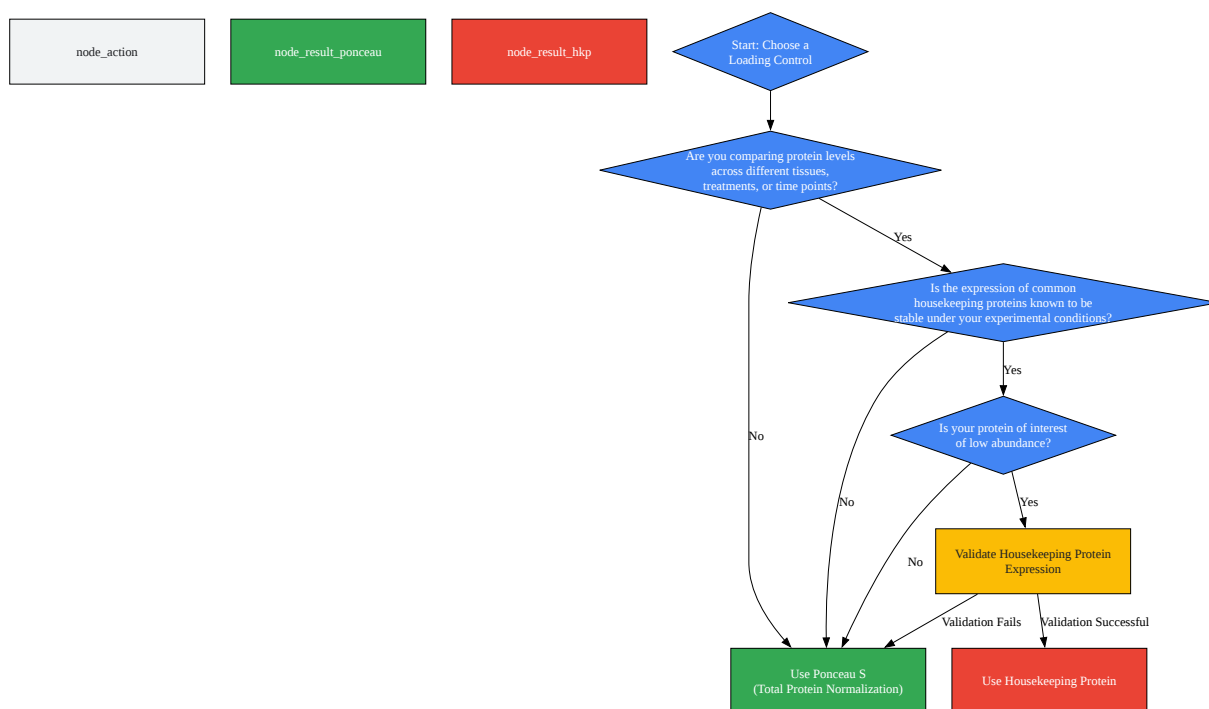 node_action
node_result_ponceau
node_result_hkp
Start: Choose a
Loading Control
Are you comparing protein levels
across different tissues,
treatments, or time points?
Yes
Is the expression of common
housekeeping proteins known to be
stable under your experimental conditions?
Yes
No
Is your protein of interest
of low abundance?
No
Yes
No
Validate Housekeeping Protein
Expression
Validation Fails
Validation Successful
Use Ponceau S
(Total Protein Normalization)
Use Housekeeping Protein